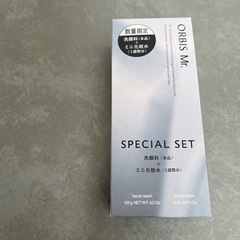 ORBIS Mr.
数量限定
洗顔料(本品)
+
ミニ化粧水
(1週間分)
SPECIAL SET
洗顔料(本品)
+
ミニ化粧水(1週間分)
facial wash
120g NET WT. 4.2 Oz.